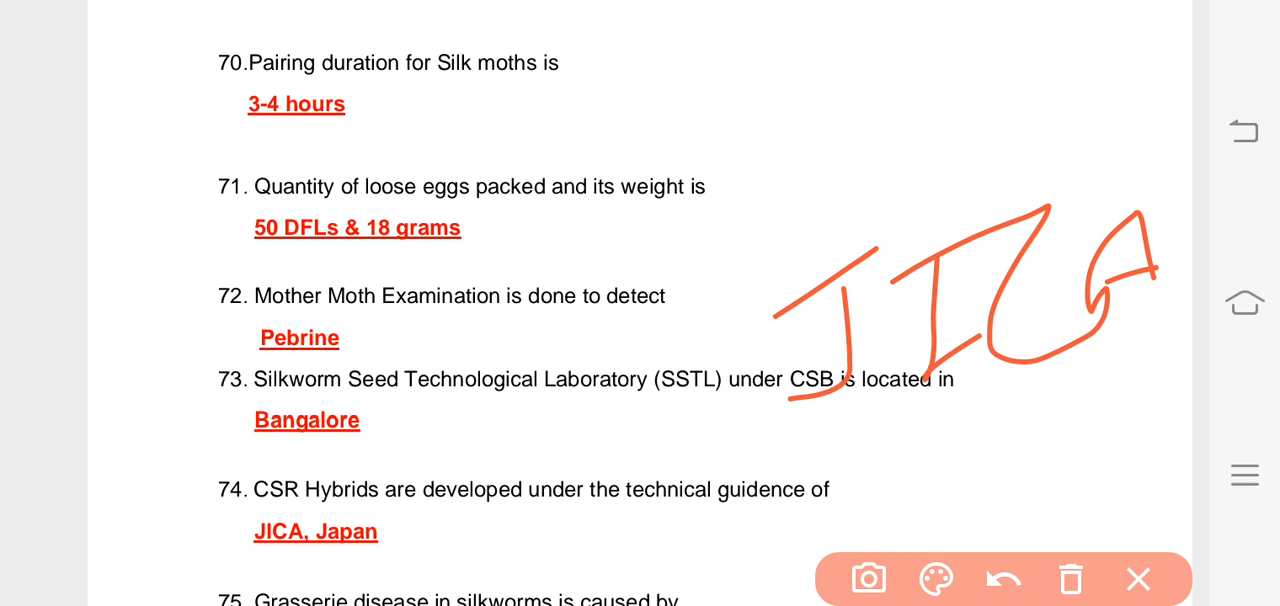 70.Pairing duration for Silk moths is
3-4 hours
71. Quantity of loose eggs packed and its weight is
50 DFLs & 18 grams
72. Mother Moth Examination is done to detect
JICA
Pebrine
73. Silkworm Seed Technological Laboratory (SSTL) under CSB is located in
Bangalore
74. CSR Hybrids are developed under the technical guidence of
JICA, Japan
75. Grasserie disease in silkworms is caused by